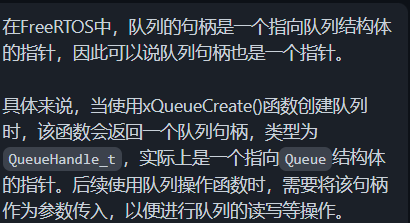 在FreeRTOS中，队列的句柄是一个指向队列结构体
的指针，因此可以说队列句柄也是一个指针。
具体来说，当使用xQueueCreate()函数创建队列
时，该函数会返回一个队列句柄，类型为
QueueHandle_t，实际上是一个指向Queue结构体
的指针。后续使用队列操作函数时，需要将该句柄
作为参数传入，以便进行队列的读写等操作。